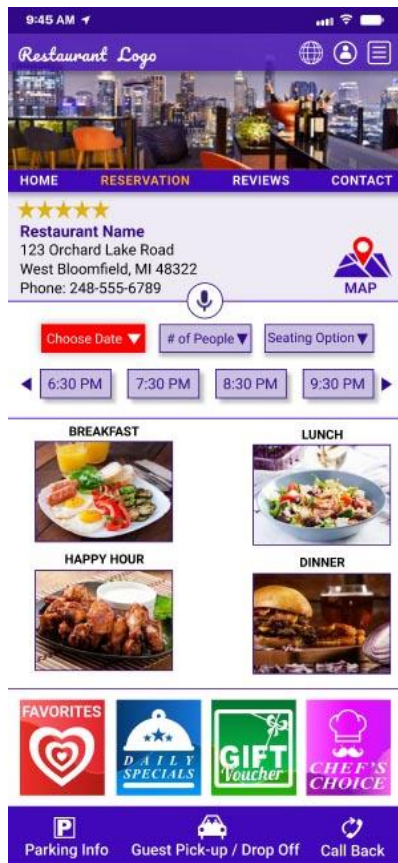 9:45 AM
Restaurant Logo
HOME RESERVATION REVIEWS CONTACT
Restaurant Name
123 Orchard Lake Road
West Bloomfield, MI 48322
Phone: 248-555-6789
MAP
Choose Date # of People Seating Option
6:30 PM 7:30 PM 8:30 PM 9:30 PM
BREAKFAST LUNCH
HAPPY HOUR DINNER
FAVORITES
DAILY
SPECIALS
GIFT
Voucher
CHEF'S
CHOICE
P
Parking Info Guest Pick-up / Drop Off Call Back